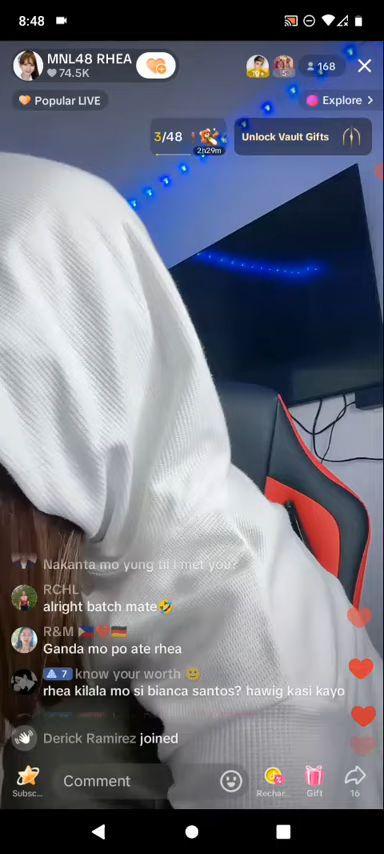 8:48
MNL48 RHEA
74.5K
168
Popular LIVE
Explore >
3/48
2h29m
Unlock Vault Gifts
Nakanta mo yung til I met you?
RCHL
alright batch mate🤣
R&M 🇵🇭❤️🇩🇪
Ganda mo po ate rhea
7 know your worth 🙂
rhea kilala mo si bianca santos? hawig kasi kayo
Derick Ramirez joined
Comment
Subsc...
Rechar...
Gift
16